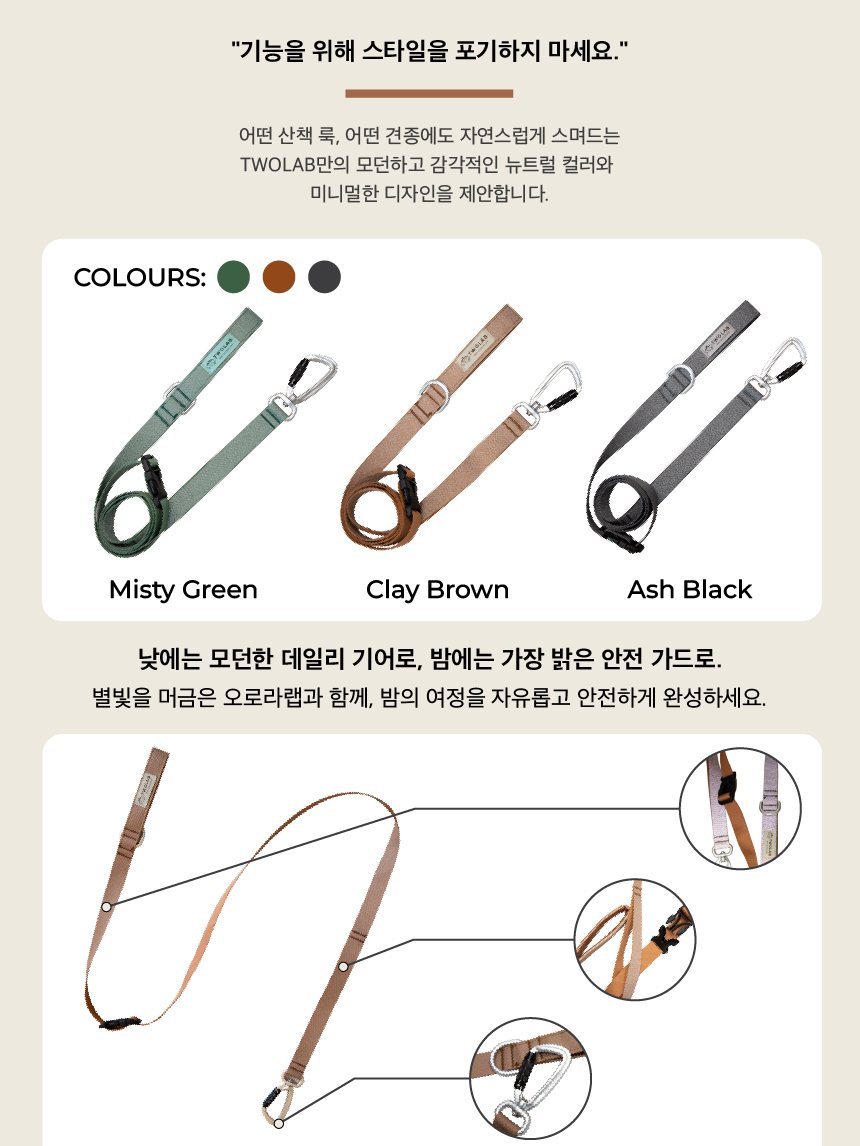 "기능을 위해 스타일을 포기하지 마세요."
어떤 산책 룩, 어떤 견종에도 자연스럽게 스며드는
TWOLAB만의 모던하고 감각적인 뉴트럴 컬러와
미니멀한 디자인을 제안합니다.
COLOURS:
TWOLAB
TWOLAB
TWOLAB
Misty Green
Clay Brown
Ash Black
낮에는 모던한 데일리 기어로, 밤에는 가장 밝은 안전 가드로.
별빛을 머금은 오로라랩과 함께, 밤의 여정을 자유롭고 안전하게 완성하세요.
TWOLAB
TWOLAB